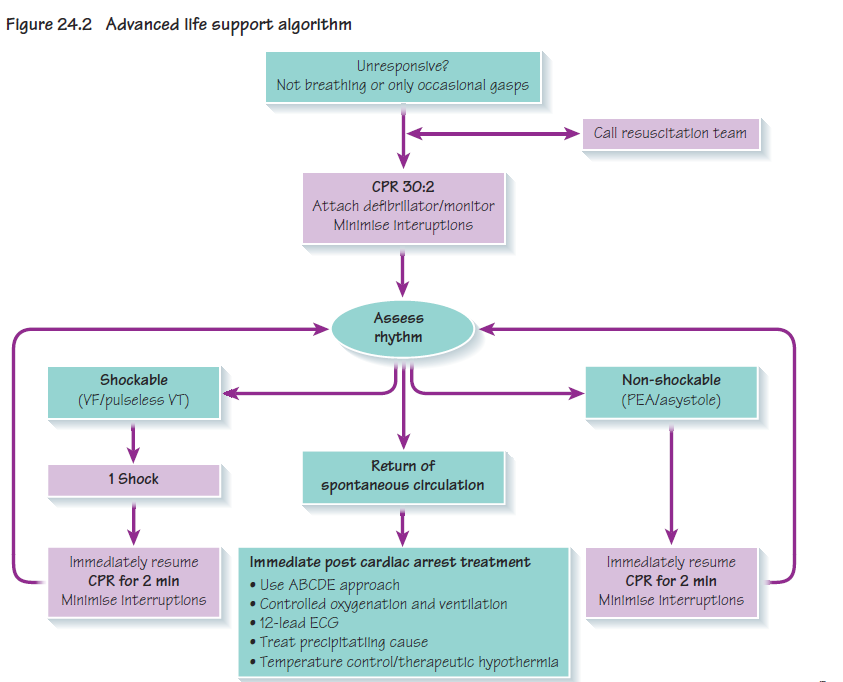 Figure 24.2 Advanced life support algorithm
Unresponsive?
Not breathing or only occasional gasps
Call resuscitation team
CPR 30:2
Attach defibrillator/monitor
Minimise interuptions
Assess
rhythm
Shockable
(VF/pulseless VT)
Non-shockable
(PEA/asystole)
1 Shock
Return of
spontaneous circulation
Immediately resume
CPR for 2 min
Minimise interruptions
Immediate post cardiac arrest treatment
• Use ABCDE approach
• Controlled oxygenation and ventilation
• 12-lead ECG
• Treat precipitatiing cause
• Temperature control/therapeutic hypothermia
Immediately resume
CPR for 2 min
Minimise interruptions